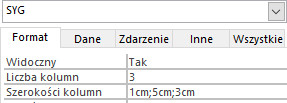 SYG
Format Dane Zdarzenie Inne Wszystkie
Widoczny Tak
Liczba kolumn 3
Szerokości kolumn 1cm;5cm;3cm